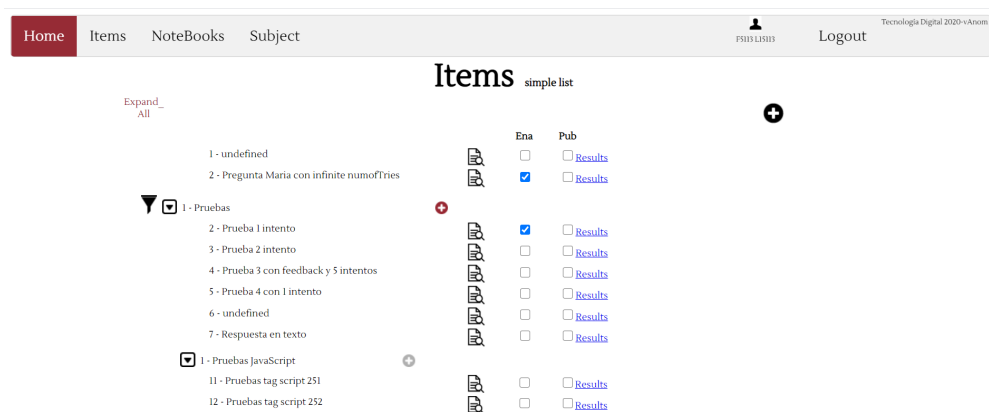 Home Items NoteBooks Subject F5113 L15113 Logout Tecnología Digital 2020-vAnom
Items simple list
Expand_
All
Ena Pub
1 - undefined Results
2 - Pregunta Maria con infinite numofTries Results
1 - Pruebas
2 - Prueba 1 intento Results
3 - Prueba 2 intento Results
4 - Prueba 3 con feedback y 5 intentos Results
5 - Prueba 4 con 1 intento Results
6 - undefined Results
7 - Respuesta en texto Results
1 - Pruebas JavaScript
11 - Pruebas tag script 251 Results
12 - Pruebas tag script 252 Results